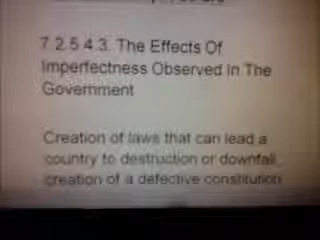 7.2.5.4.3. The Effects Of
Imperfectness Observed In The
Government
Creation of laws that can lead a
country to destruction or downfall,
creation of a defective constitution